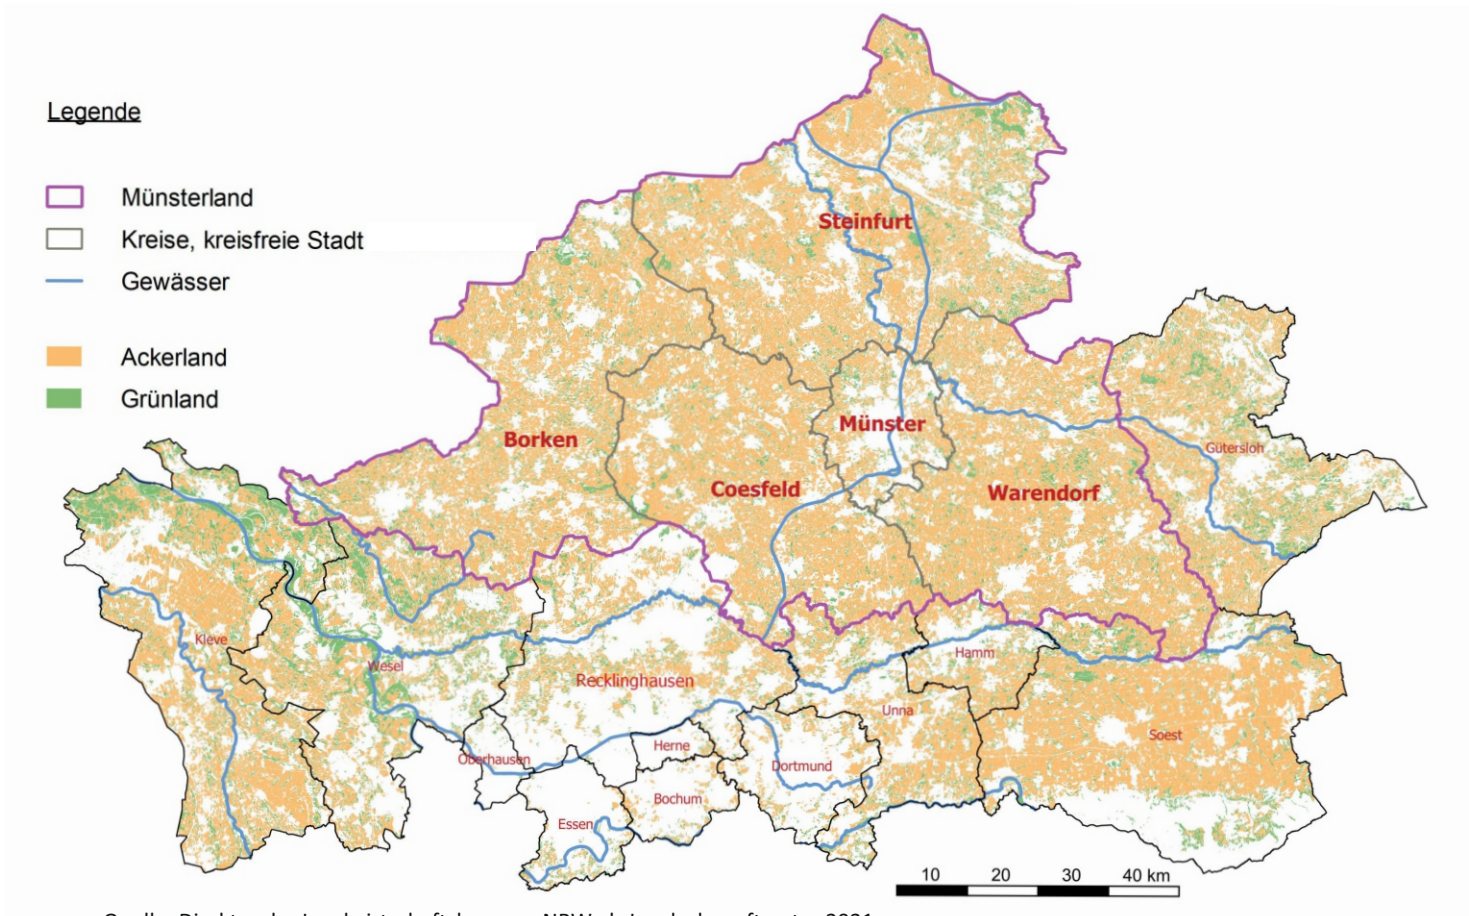 Legende
Münsterland
Kreise, kreisfreie Stadt
Gewässer
Ackerland
Grünland
Steinfurt
Münster
Borken
Coesfeld
Warendorf
Gütersloh
Kleve
Wesel
Recklinghausen
Hamm
Unna
Soest
Oberhausen
Herne
Dortmund
Bochum
Essen
10 20 30 40 km